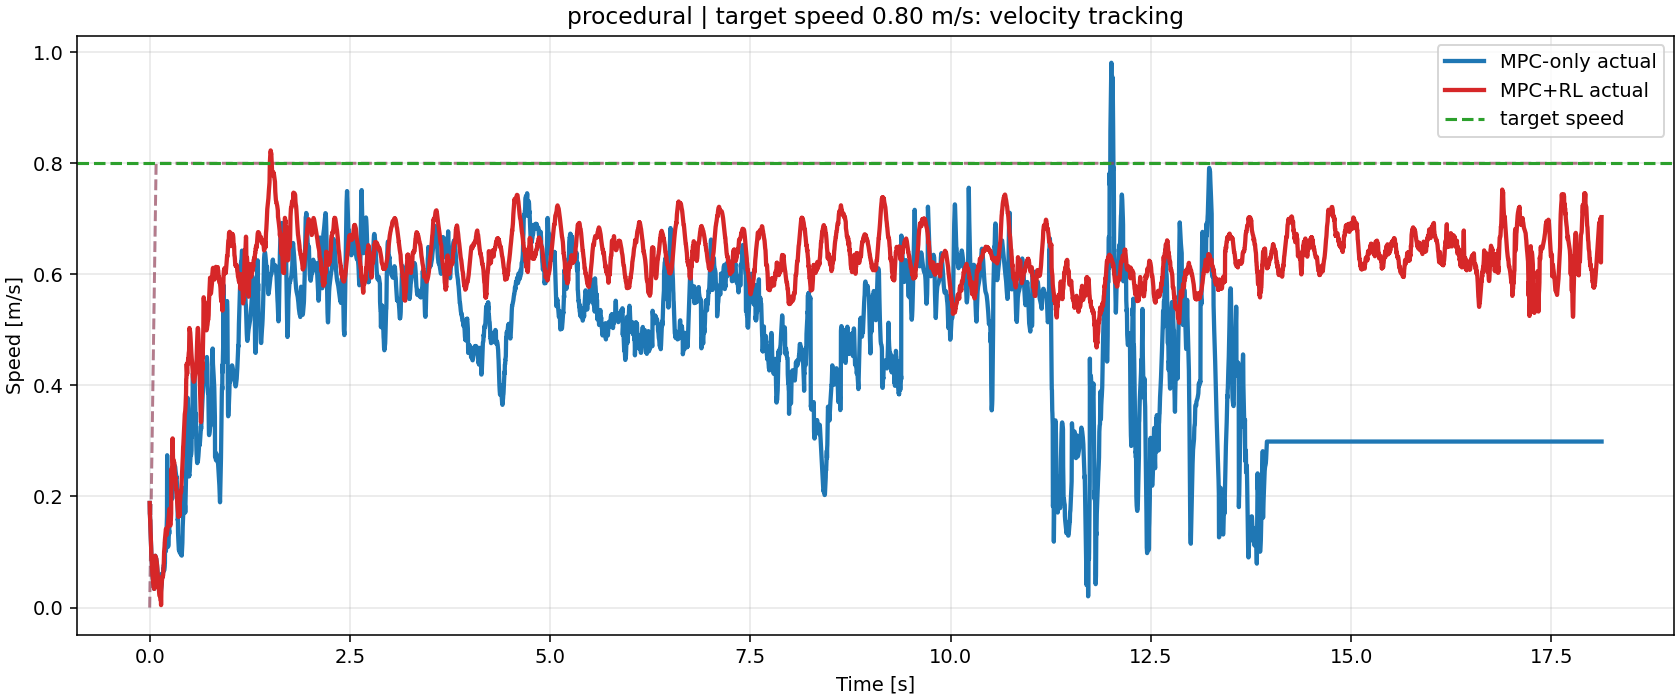 procedural | target speed 0.80 m/s: velocity tracking
1.0
0.8
0.6
0.4
0.2
0.0
Speed [m/s]
MPC-only actual
MPC+RL actual
target speed
0.0 2.5 5.0 7.5 10.0 12.5 15.0 17.5
Time [s]